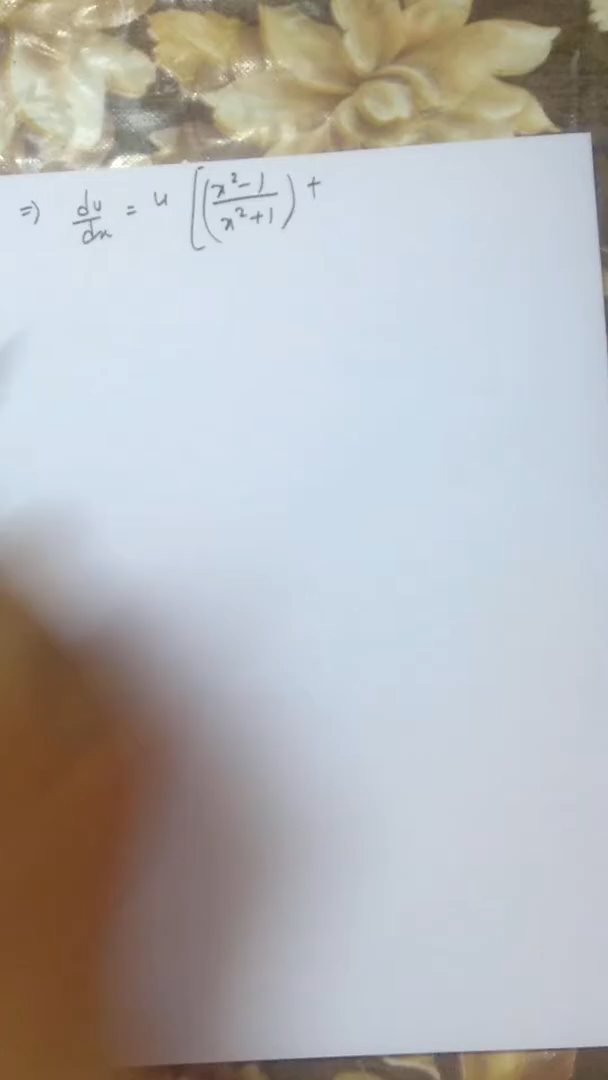 ⇒ du/dx = u [((x²-1)/(x²+1)) +